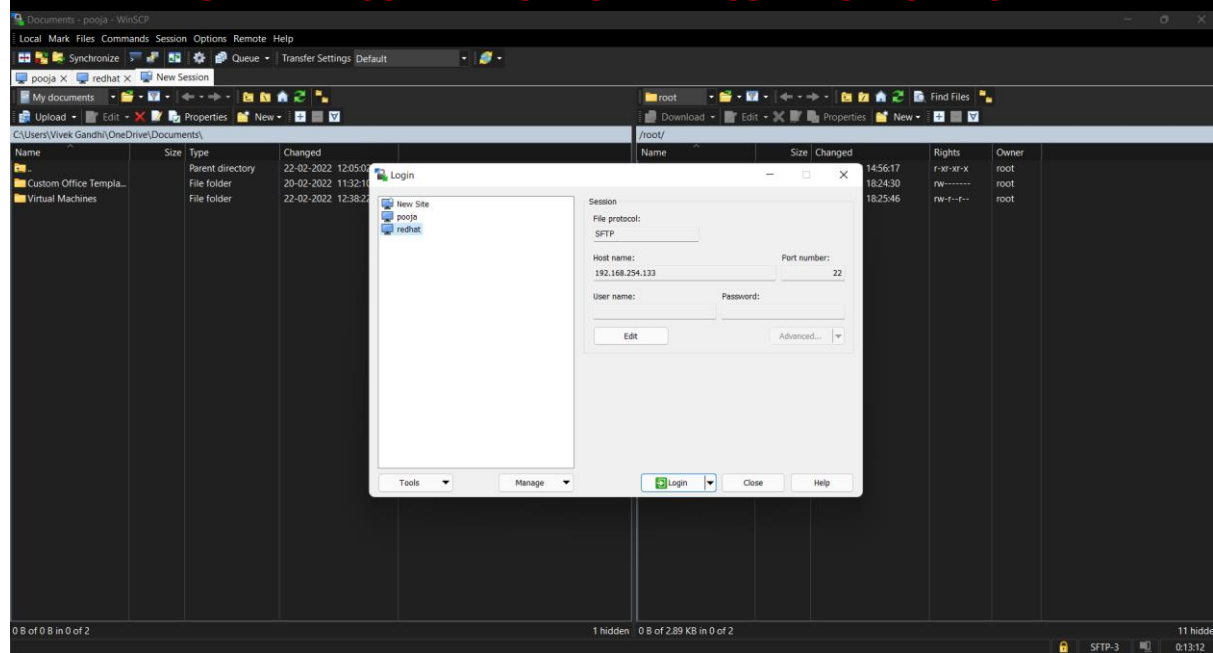 Documents - pooja - WinSCP
Local Mark Files Commands Session Options Remote Help
Synchronize Queue Transfer Settings Default
pooja redhat New Session
My documents root Find Files
Upload Edit Properties New Download Edit Properties New
C:\Users\Vivek Gandhi\OneDrive\Documents\ /root/
Name Size Type Changed Name Size Changed Rights Owner
.. Parent directory 22-02-2022 12:05:02 14:56:17 r-xr-xr-x root
Custom Office Templa... File folder 20-02-2022 11:32:10 18:24:30 rw------- root
Virtual Machines File folder 22-02-2022 12:38:22 18:25:46 rw-r--r-- root
Login
New Site
pooja
redhat
Session
File protocol:
SFTP
Host name: Port number:
192.168.254.133 22
User name: Password:
Edit Advanced...
Tools Manage Login Close Help
0 B of 0 B in 0 of 2 1 hidden 0 B of 2.89 KB in 0 of 2 11 hidde
SFTP-3 0:13:12